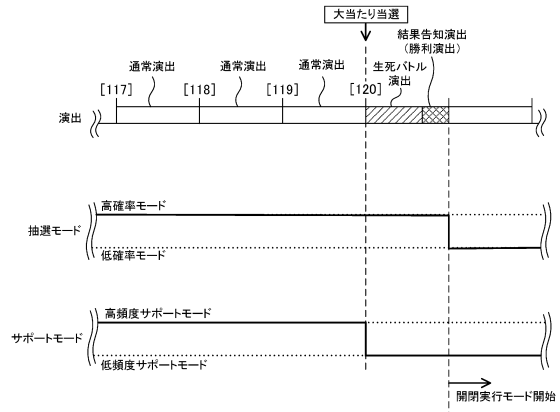 大当たり当選
結果告知演出
（勝利演出）
通常演出
通常演出
通常演出
生死バトル
演出
[117]
[118]
[119]
[120]
演出
高確率モード
抽選モード
低確率モード
高頻度サポートモード
サポートモード
低頻度サポートモード
開閉実行モード開始